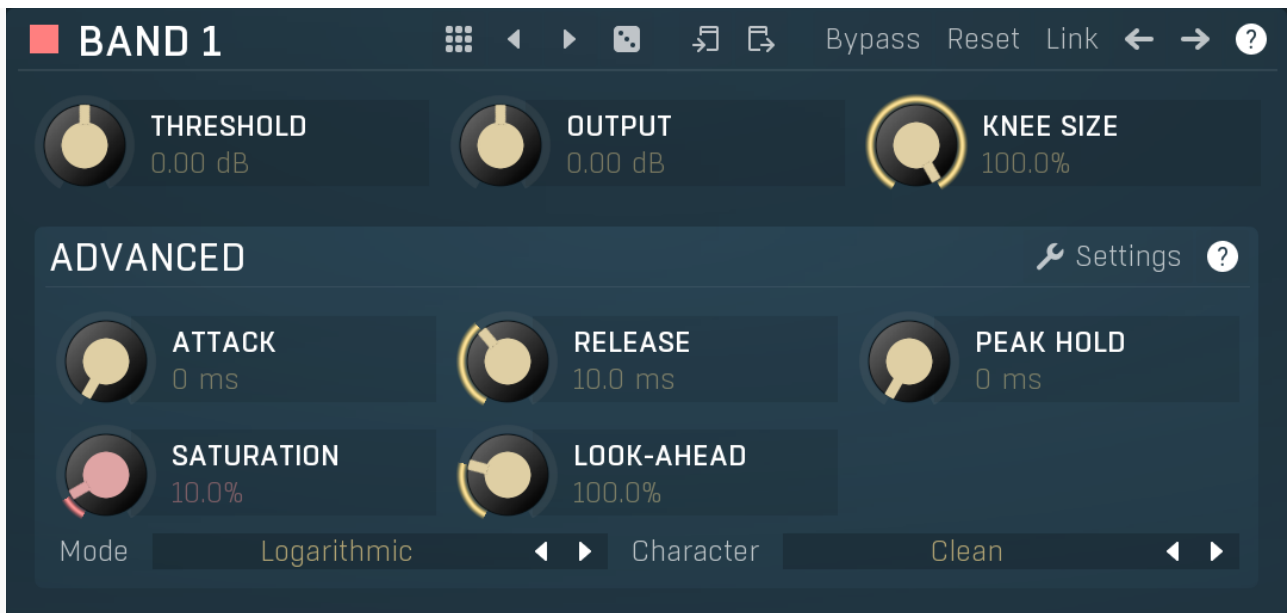 BAND 1 Bypass Reset Link ?
THRESHOLD OUTPUT KNEE SIZE
0.00 dB 0.00 dB 100.0%
ADVANCED Settings ?
ATTACK RELEASE PEAK HOLD
0 ms 10.0 ms 0 ms
SATURATION LOOK-AHEAD
10.0% 100.0%
Mode Logarithmic Character Clean